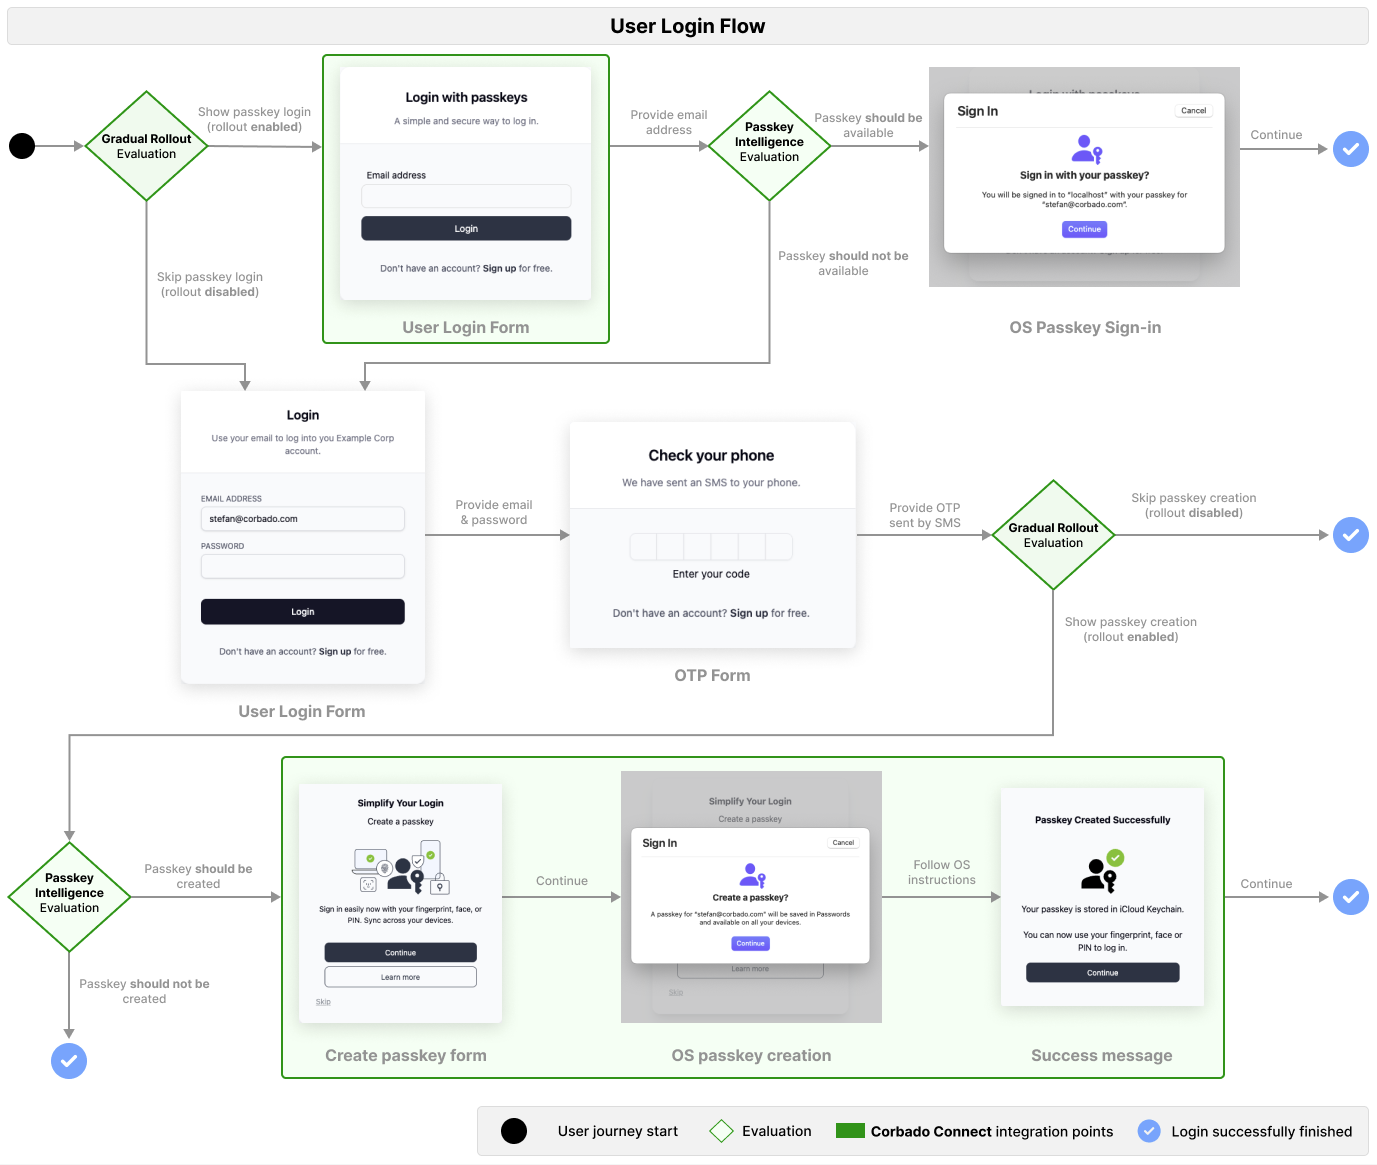 User Login Flow
Gradual Rollout
Evaluation
Show passkey login
(rollout enabled)
Login with passkeys
A simple and secure way to log in.
Email address
Login
Don't have an account? Sign up for free.
User Login Form
Provide email
address
Passkey
Intelligence
Evaluation
Passkey should be
available
Login with passkeys
Sign In
Cancel
Sign in with your passkey?
You will be signed in to "localhost" with your passkey for
"stefan@corbado.com".
Continue
OS Passkey Sign-in
Continue
Skip passkey login
(rollout disabled)
Passkey should not be
available
Login
Use your email to log into you Example Corp
account.
EMAIL ADDRESS
stefan@corbado.com
PASSWORD
Login
Don't have an account? Sign up for free.
User Login Form
Provide email
& password
Check your phone
We have sent an SMS to your phone.
Enter your code
Don't have an account? Sign up for free.
OTP Form
Provide OTP
sent by SMS
Gradual Rollout
Evaluation
Skip passkey creation
(rollout disabled)
Show passkey creation
(rollout enabled)
Passkey
Intelligence
Evaluation
Passkey should be
created
Passkey should not be
created
Simplify Your Login
Create a passkey
Sign in easily now with your fingerprint, face, or
PIN. Sync across your devices.
Continue
Learn more
Skip
Create passkey form
Continue
Simplify Your Login
Create a passkey
Sign In
Cancel
Create a passkey?
A passkey for "stefan@corbado.com" will be saved in Passwords
and available on all your devices.
Continue
Learn more
Skip
OS passkey creation
Follow OS
instructions
Passkey Created Successfully
Your passkey is stored in iCloud Keychain.
You can now use your fingerprint, face or
PIN to log in.
Continue
Success message
Continue
User journey start
Evaluation
Corbado Connect integration points
Login successfully finished